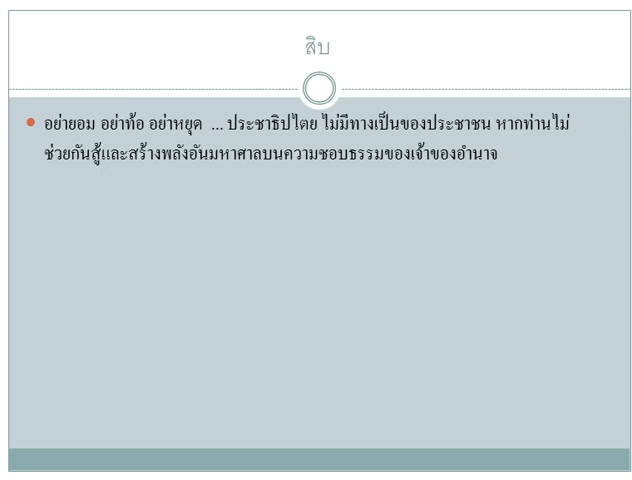 สิบ
อย่ายอม อย่าท้อ อย่าหยุด ... ประชาธิปไตย ไม่มีทางเป็นของประชาชน หากท่านไม่
ช่วยกันสู้และสร้างพลังอันมหาศาลบนความชอบธรรมของเจ้าของอำนาจ